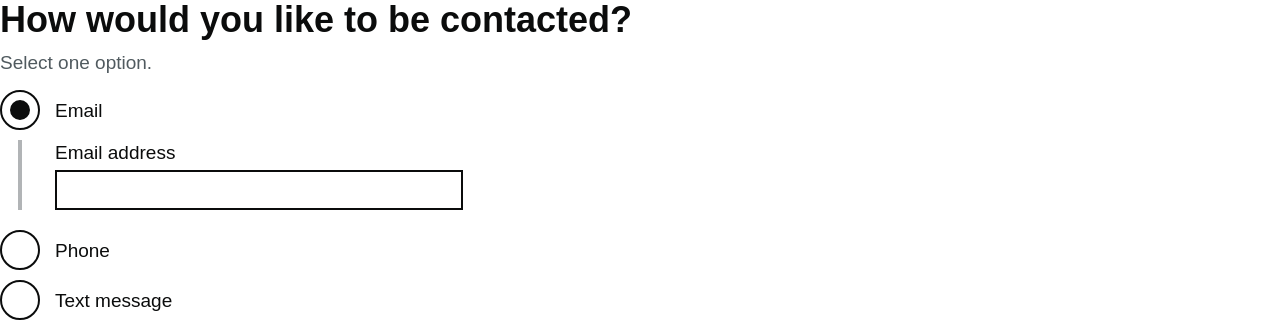 How would you like to be contacted?
Select one option.
Email
Email address
Phone
Text message